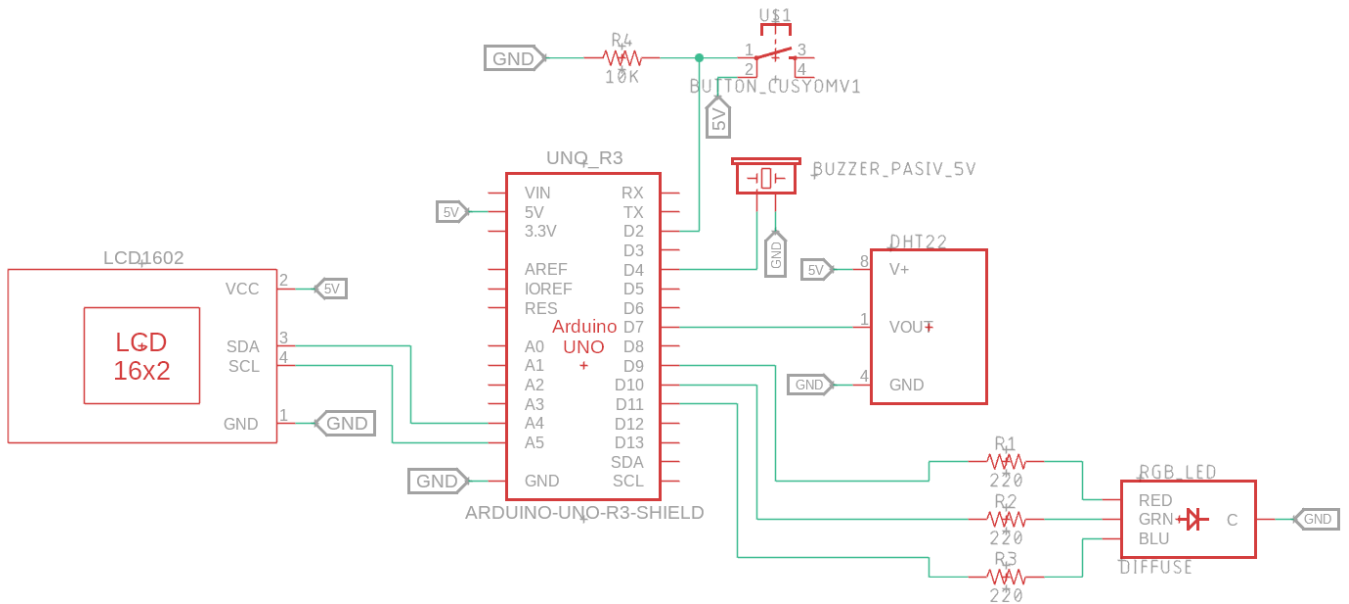 U$1
GND
R4
10K
1
3
2
4
BUTTON_CUSYOMV1
5V
UNO_R3
BUZZER_PASIV_5V
GND
VIN
RX
5V
5V
TX
3.3V
D2
D3
AREF
D4
IOREF
D5
RES
D6
Arduino
UNO
D7
A0
D8
A1
D9
A2
D10
A3
D11
A4
D12
A5
D13
SDA
GND
GND
SCL
ARDUINO-UNO-R3-SHIELD
LCD1602
VCC
2
5V
LCD
16x2
SDA
3
SCL
4
GND
1
GND
DHT22
5V
8
V+
1
VOUT
GND
4
GND
R1
220
R2
220
R3
220
RGB_LED
RED
GRN
C
GND
BLU
DIFFUSE